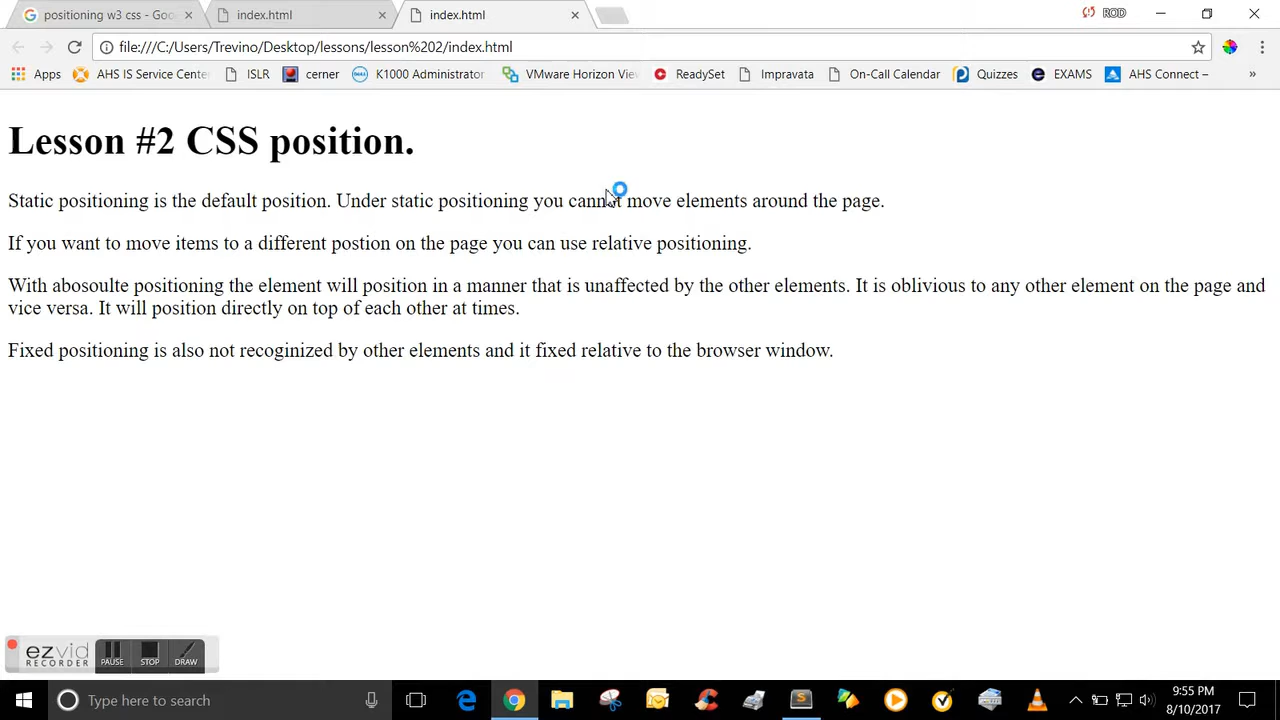 positioning w3 css - Goo
index.html
index.html
ROD
file:///C:/Users/Trevino/Desktop/lessons/lesson%202/index.html
Apps
AHS IS Service Cente
ISLR
cerner
K1000 Administrator
VMware Horizon Vie
ReadySet
Impravata
On-Call Calendar
Quizzes
EXAMS
AHS Connect –
»
Lesson #2 CSS position.
Static positioning is the default position. Under static positioning you cannot move elements around the page.
If you want to move items to a different postion on the page you can use relative positioning.
With abosoulte positioning the element will position in a manner that is unaffected by the other elements. It is oblivious to any other element on the page and
vice versa. It will position directly on top of each other at times.
Fixed positioning is also not recoginized by other elements and it fixed relative to the browser window.
ezvid
RECORDER
PAUSE
STOP
DRAW
Type here to search
9:55 PM
8/10/2017